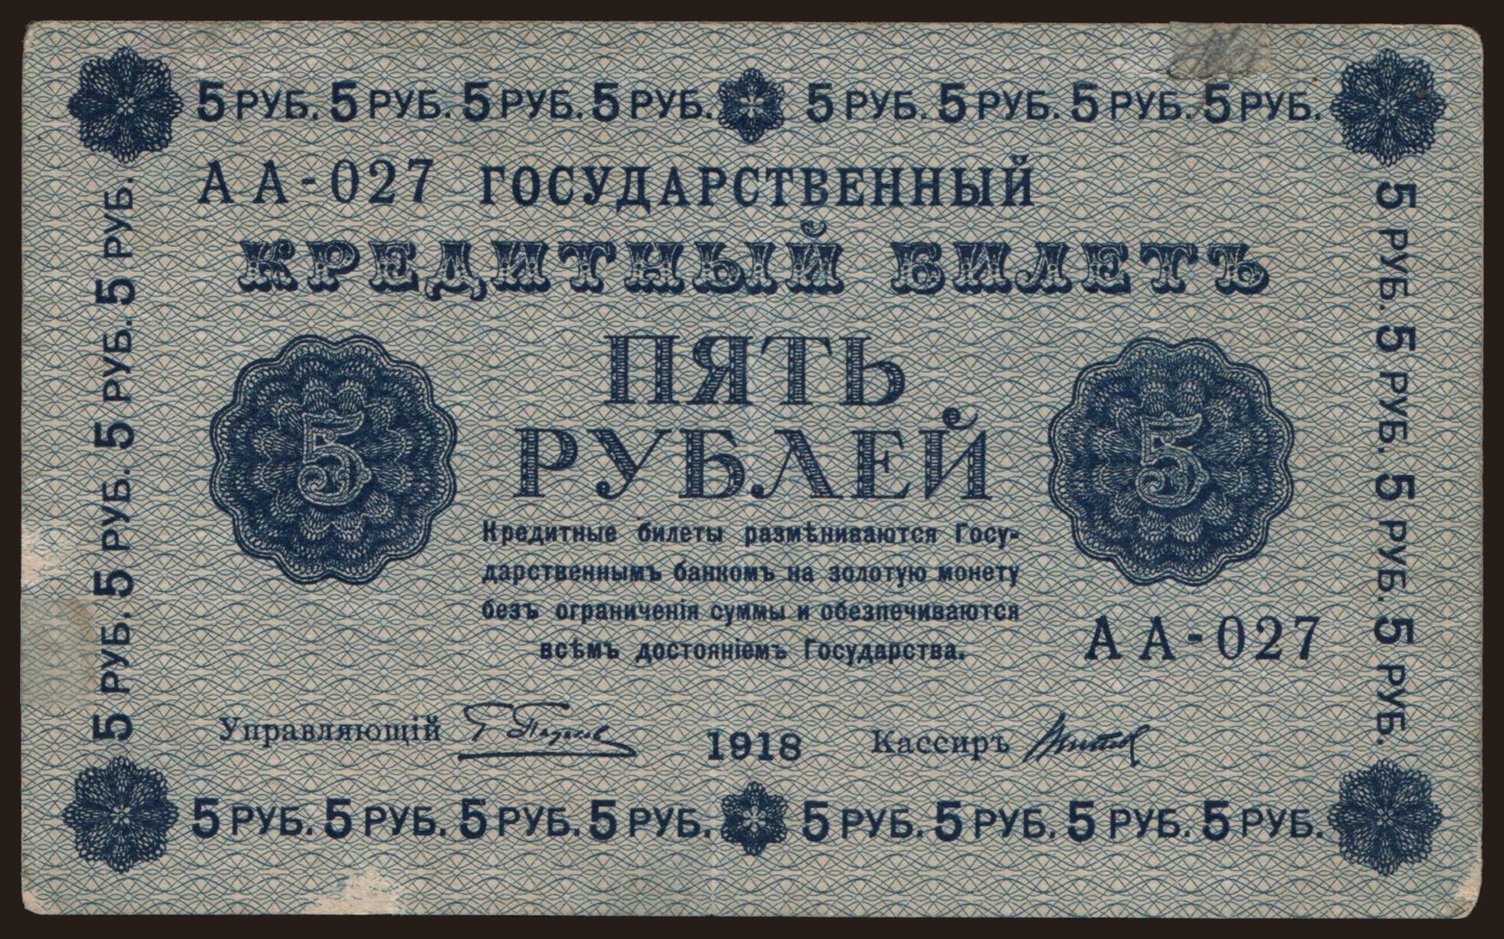 5 РУБ. 5 РУБ. 5 РУБ. 5 РУБ. 5 РУБ. 5 РУБ. 5 РУБ. 5 РУБ.
АА-027 ГОСУДАРСТВЕННЫЙ
КРЕДИТНЫЙ БИЛЕТЪ
5 РУБ. 5 РУБ. 5 РУБ. 5 РУБ.
5
ПЯТЬ
РУБЛЕЙ
5
5 РУБ. 5 РУБ. 5 РУБ. 5 РУБ.
Кредитные билеты размѣниваются Госу-
дарственнымъ банкомъ на золотую монету
безъ ограниченія суммы и обезпечиваются
всѣмъ достояніемъ Государства.
АА-027
Управляющій
1918
Кассиръ
5 РУБ. 5 РУБ. 5 РУБ. 5 РУБ. 5 РУБ. 5 РУБ. 5 РУБ. 5 РУБ.